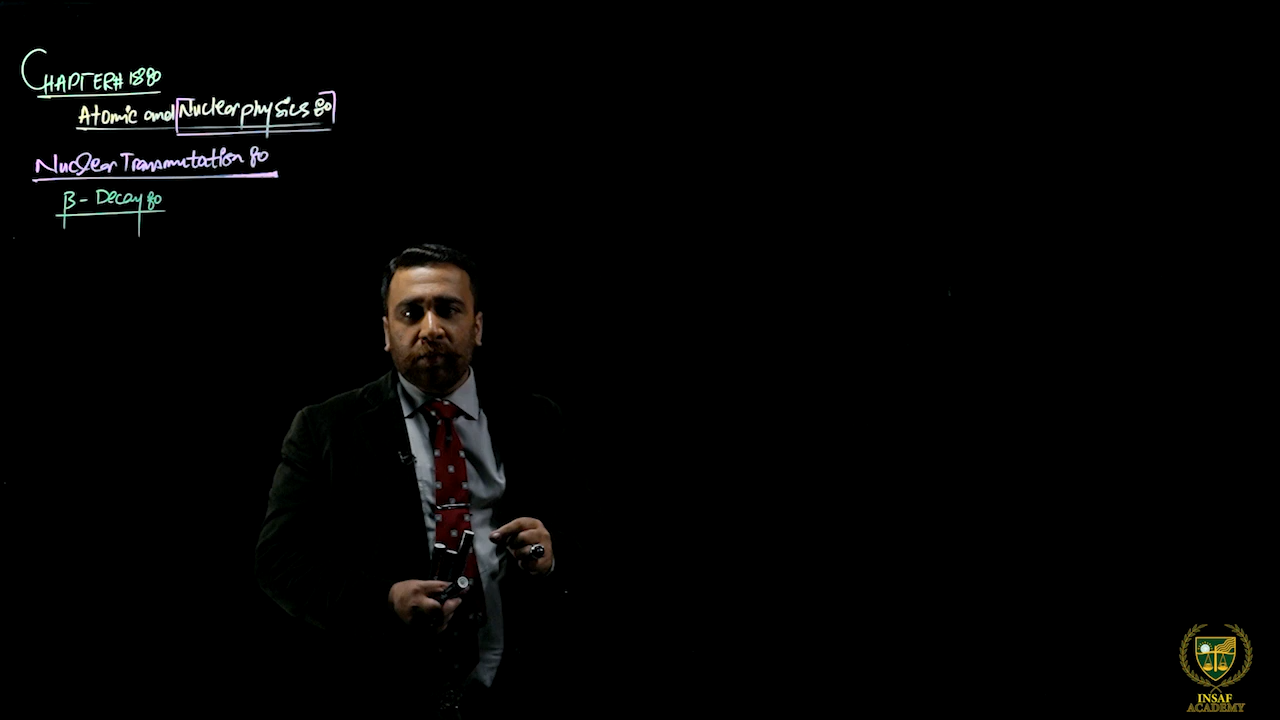 CHAPTER# 18:-
Atomic and Nuclear physics:-
Nuclear Transmutation:-
β- Decay:-
INSAF
ACADEMY